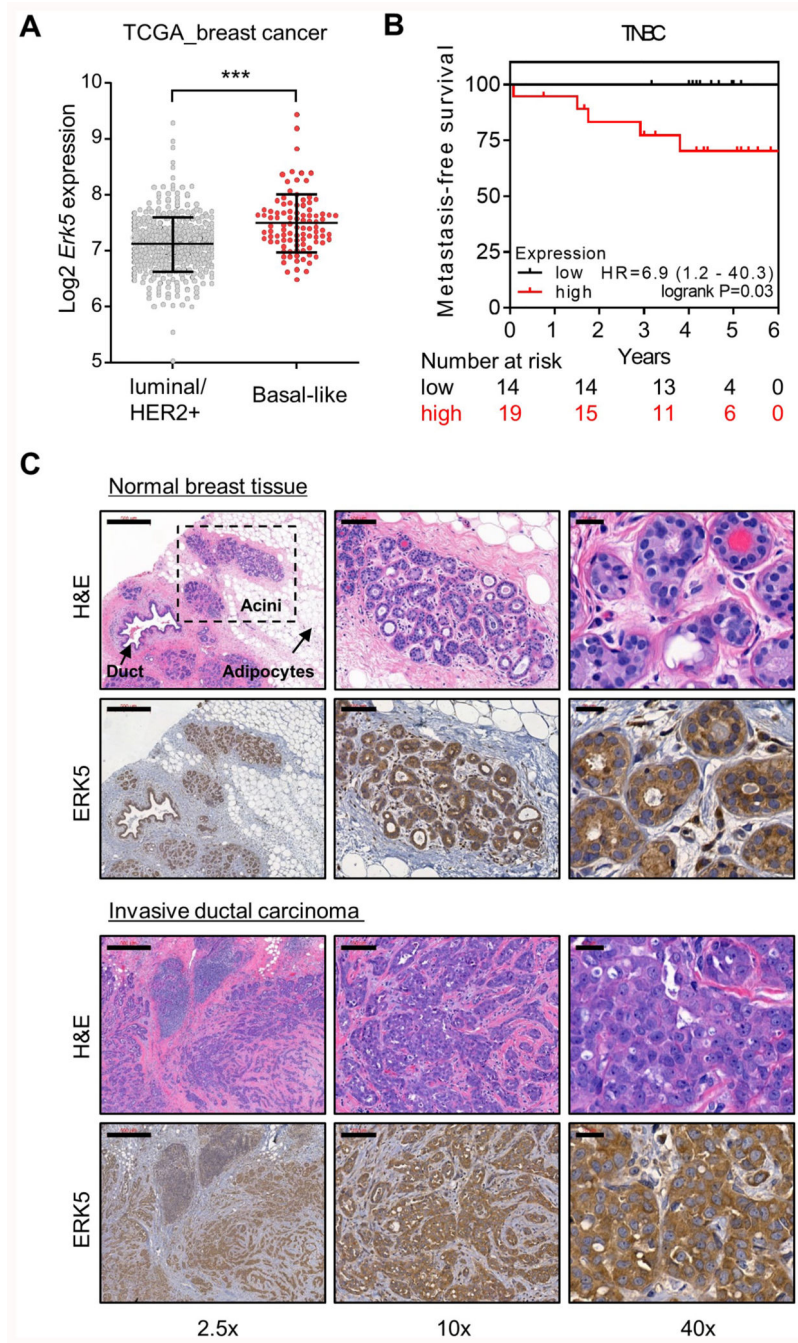 A
TCGA_breast cancer
***
Log2 Erk5 expression
10
9
8
7
6
5
luminal/
HER2+
Basal-like
B
TNBC
Metastasis-free survival
100
75
50
25
0
Expression
low HR=6.9 (1.2 - 40.3)
high logrank P=0.03
0 1 2 3 4 5 6
Years
Number at risk
low 14 14 13 4 0
high 19 15 11 6 0
C
Normal breast tissue
H&E
Acini
Duct
Adipocytes
ERK5
Invasive ductal carcinoma
H&E
ERK5
2.5x 10x 40x